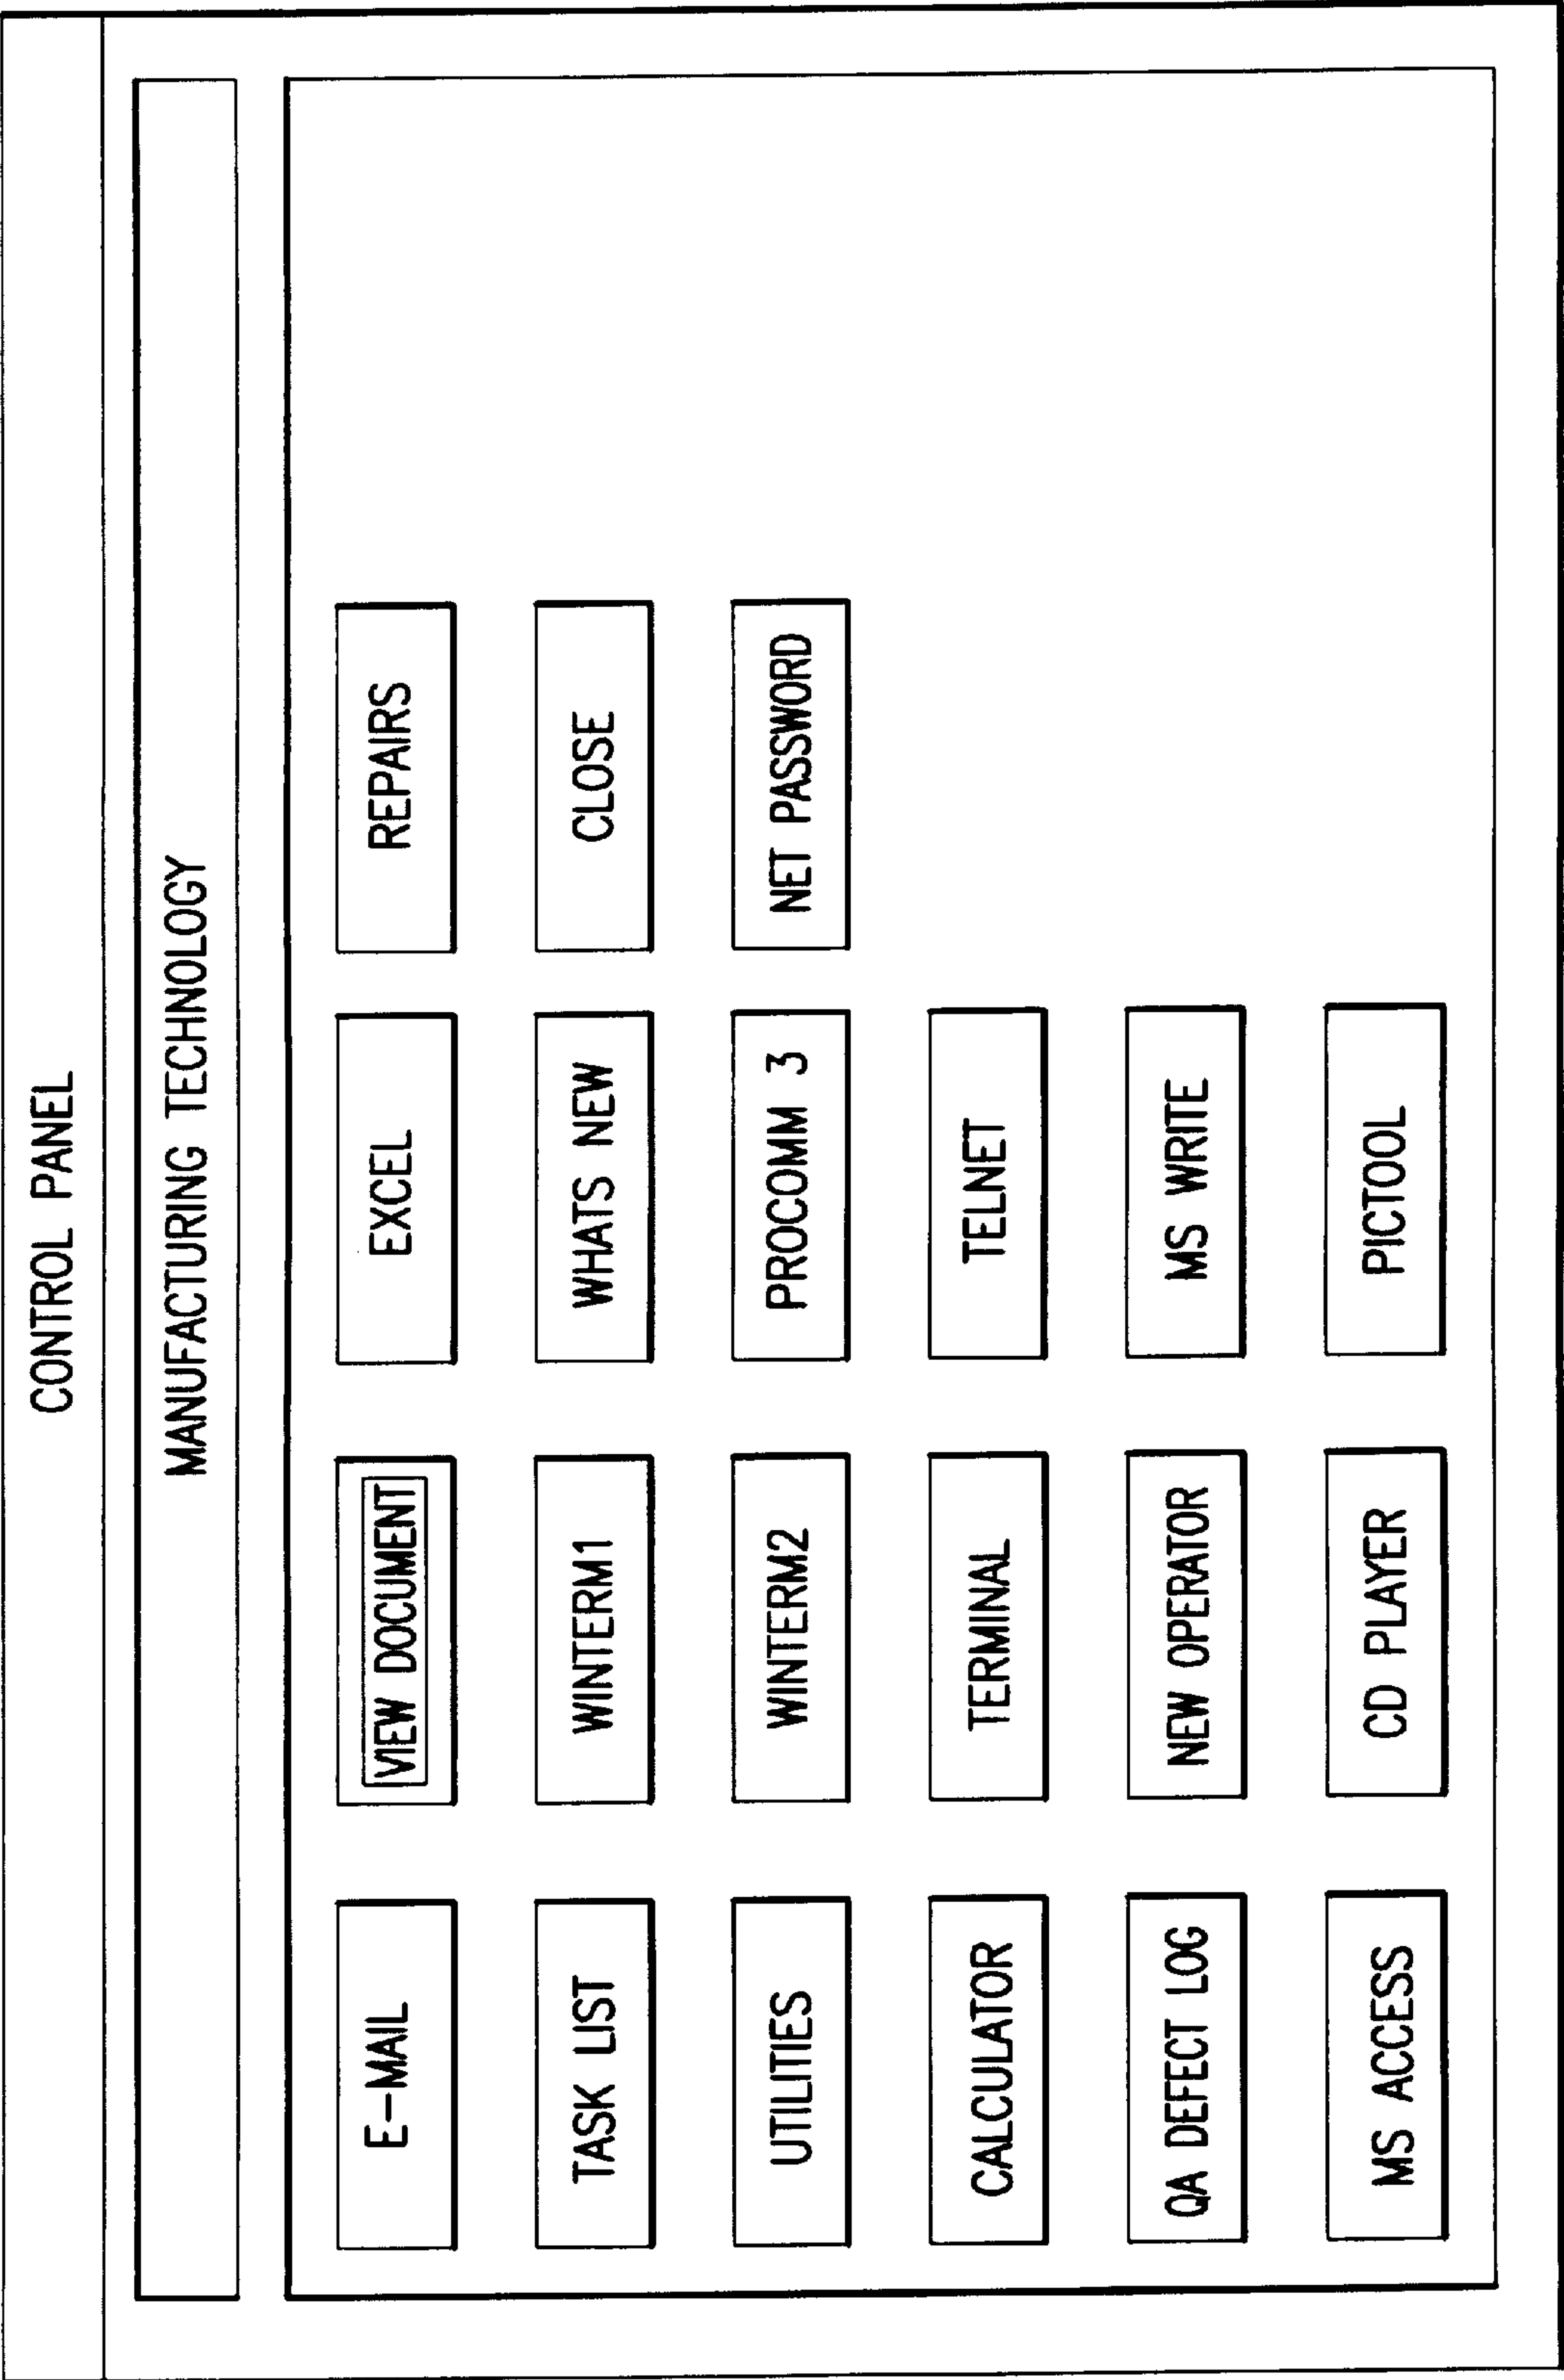 CONTROL PANEL
MANUFACTURING TECHNOLOGY
E-MAIL
VIEW DOCUMENT
EXCEL
REPAIRS
TASK LIST
WINTERM1
WHATS NEW
CLOSE
UTILITIES
WINTERM2
PROCOMM 3
NET PASSWORD
CALCULATOR
TERMINAL
TELNET
QA DEFECT LOG
NEW OPERATOR
MS WRITE
MS ACCESS
CD PLAYER
PICTOOL